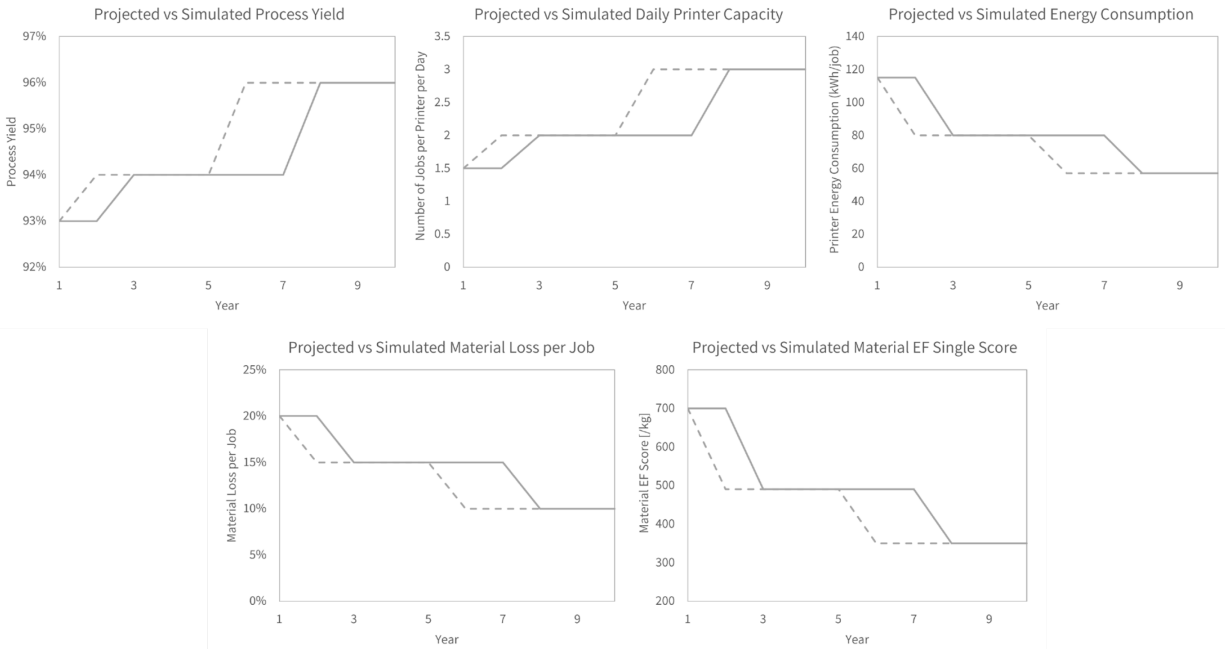 Projected vs Simulated Process Yield
97%
96%
95%
94%
93%
92%
Process Yield
1 3 5 7 9
Year
Projected vs Simulated Daily Printer Capacity
3.5
3
2.5
2
1.5
1
0.5
0
Number of Jobs per Printer per Day
1 3 5 7 9
Year
Projected vs Simulated Energy Consumption
140
120
100
80
60
40
20
0
Printer Energy Consumption (kWh/job)
1 3 5 7 9
Year
Projected vs Simulated Material Loss per Job
25%
20%
15%
10%
5%
0%
Material Loss per Job
1 3 5 7 9
Year
Projected vs Simulated Material EF Single Score
800
700
600
500
400
300
200
Material EF Score [/kg]
1 3 5 7 9
Year